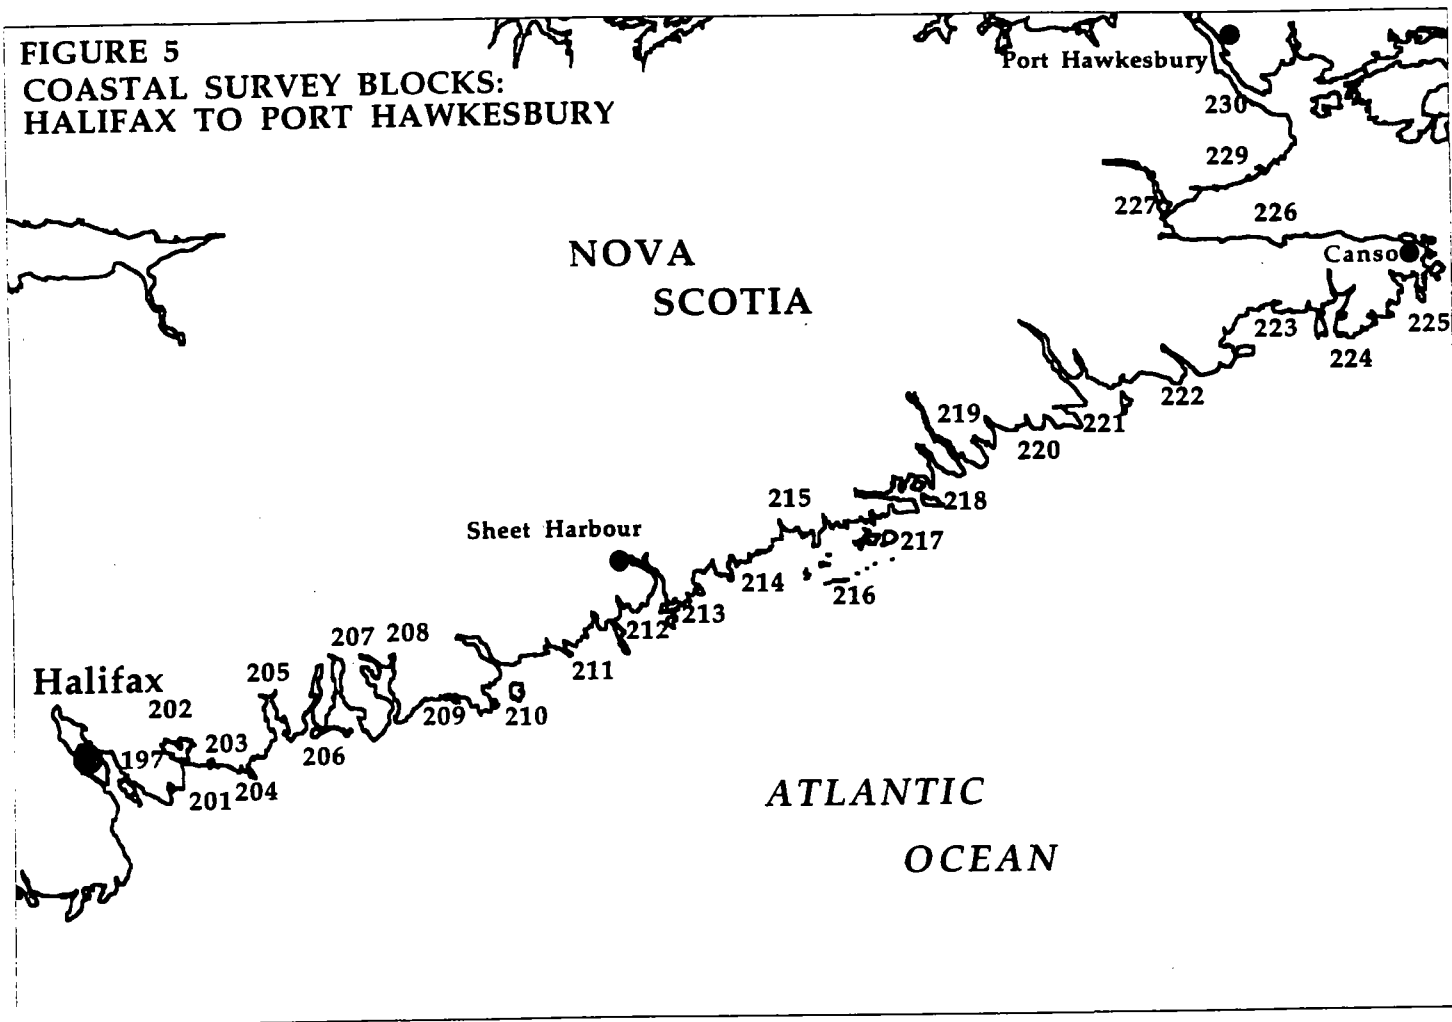 FIGURE 5
COASTAL SURVEY BLOCKS:
HALIFAX TO PORT HAWKESBURY
Port Hawkesbury
230
229
227
226
NOVA
Canso
SCOTIA
223
225
224
222
219
221
220
215
218
Sheet Harbour
217
214
216
213
212
207
208
211
205
Halifax
202
209
210
203
206
197
204
201
ATLANTIC
OCEAN